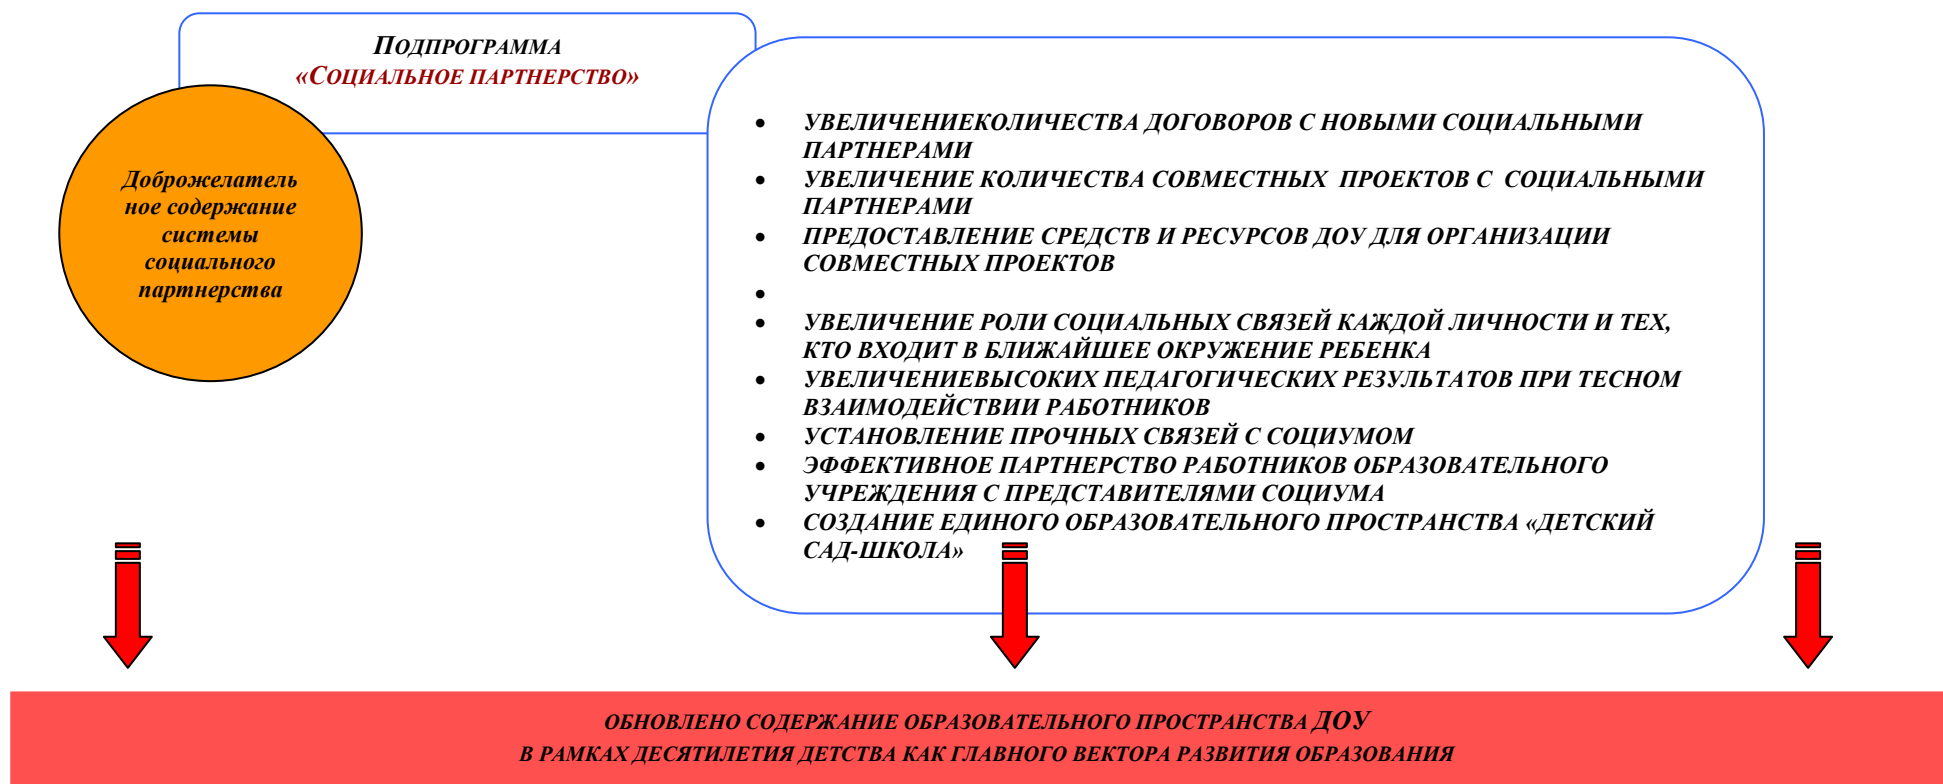 ПОДПРОГРАММА
«СОЦИАЛЬНОЕ ПАРТНЕРСТВО»
Доброжелатель
ное содержание
системы
социального
партнерства
• УВЕЛИЧЕНИЕКОЛИЧЕСТВА ДОГОВОРОВ С НОВЫМИ СОЦИАЛЬНЫМИ
ПАРТНЕРАМИ
• УВЕЛИЧЕНИЕ КОЛИЧЕСТВА СОВМЕСТНЫХ ПРОЕКТОВ С СОЦИАЛЬНЫМИ
ПАРТНЕРАМИ
• ПРЕДОСТАВЛЕНИЕ СРЕДСТВ И РЕСУРСОВ ДОУ ДЛЯ ОРГАНИЗАЦИИ
СОВМЕСТНЫХ ПРОЕКТОВ
•
• УВЕЛИЧЕНИЕ РОЛИ СОЦИАЛЬНЫХ СВЯЗЕЙ КАЖДОЙ ЛИЧНОСТИ И ТЕХ,
КТО ВХОДИТ В БЛИЖАЙШЕЕ ОКРУЖЕНИЕ РЕБЕНКА
• УВЕЛИЧЕНИЕВЫСОКИХ ПЕДАГОГИЧЕСКИХ РЕЗУЛЬТАТОВ ПРИ ТЕСНОМ
ВЗАИМОДЕЙСТВИИ РАБОТНИКОВ
• УСТАНОВЛЕНИЕ ПРОЧНЫХ СВЯЗЕЙ С СОЦИУМОМ
• ЭФФЕКТИВНОЕ ПАРТНЕРСТВО РАБОТНИКОВ ОБРАЗОВАТЕЛЬНОГО
УЧРЕЖДЕНИЯ С ПРЕДСТАВИТЕЛЯМИ СОЦИУМА
• СОЗДАНИЕ ЕДИНОГО ОБРАЗОВАТЕЛЬНОГО ПРОСТРАНСТВА «ДЕТСКИЙ
САД-ШКОЛА»
ОБНОВЛЕНО СОДЕРЖАНИЕ ОБРАЗОВАТЕЛЬНОГО ПРОСТРАНСТВА ДОУ
В РАМКАХ ДЕСЯТИЛЕТИЯ ДЕТСТВА КАК ГЛАВНОГО ВЕКТОРА РАЗВИТИЯ ОБРАЗОВАНИЯ